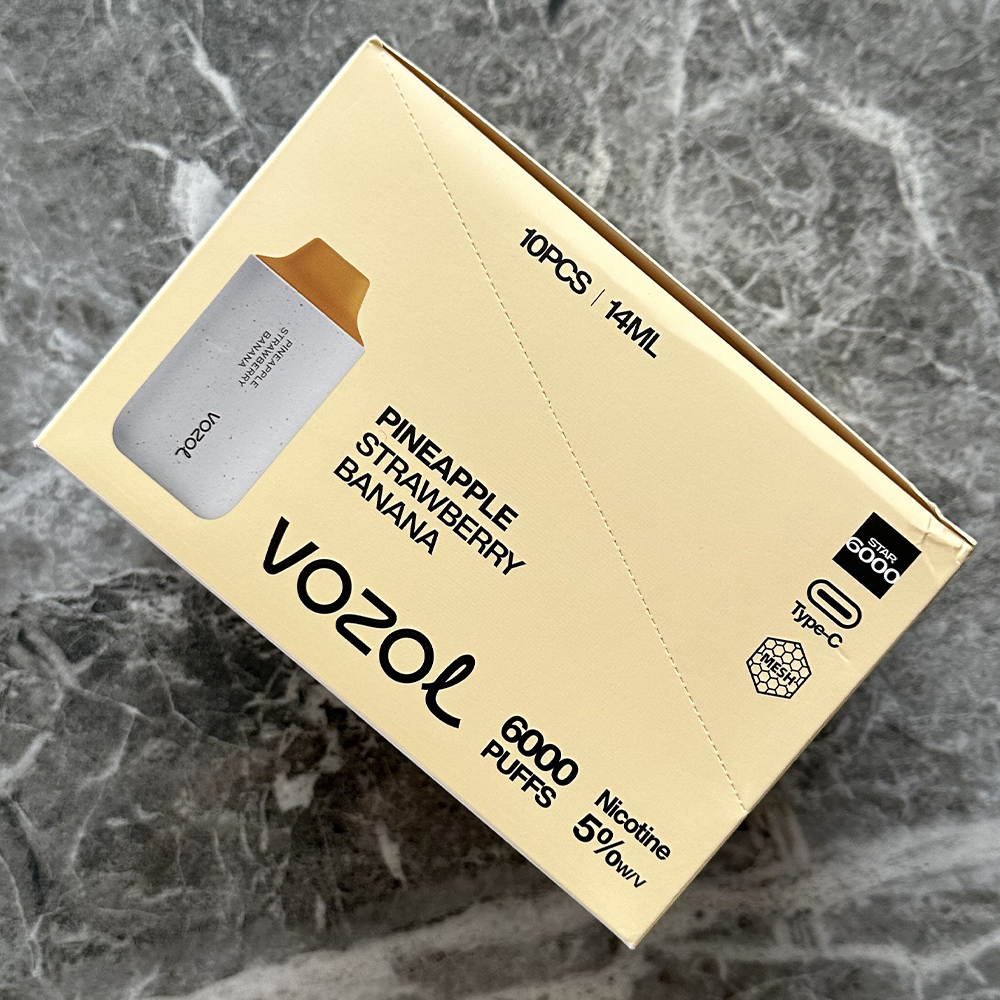 10PCS | 14ML
PINEAPPLE
STRAWBERRY
BANANA
VOZOL
PINEAPPLE
STRAWBERRY
BANANA
VOZOL
6000
PUFFS
Nicotine
5%W/V
STAR
6000
Type-C
MESH